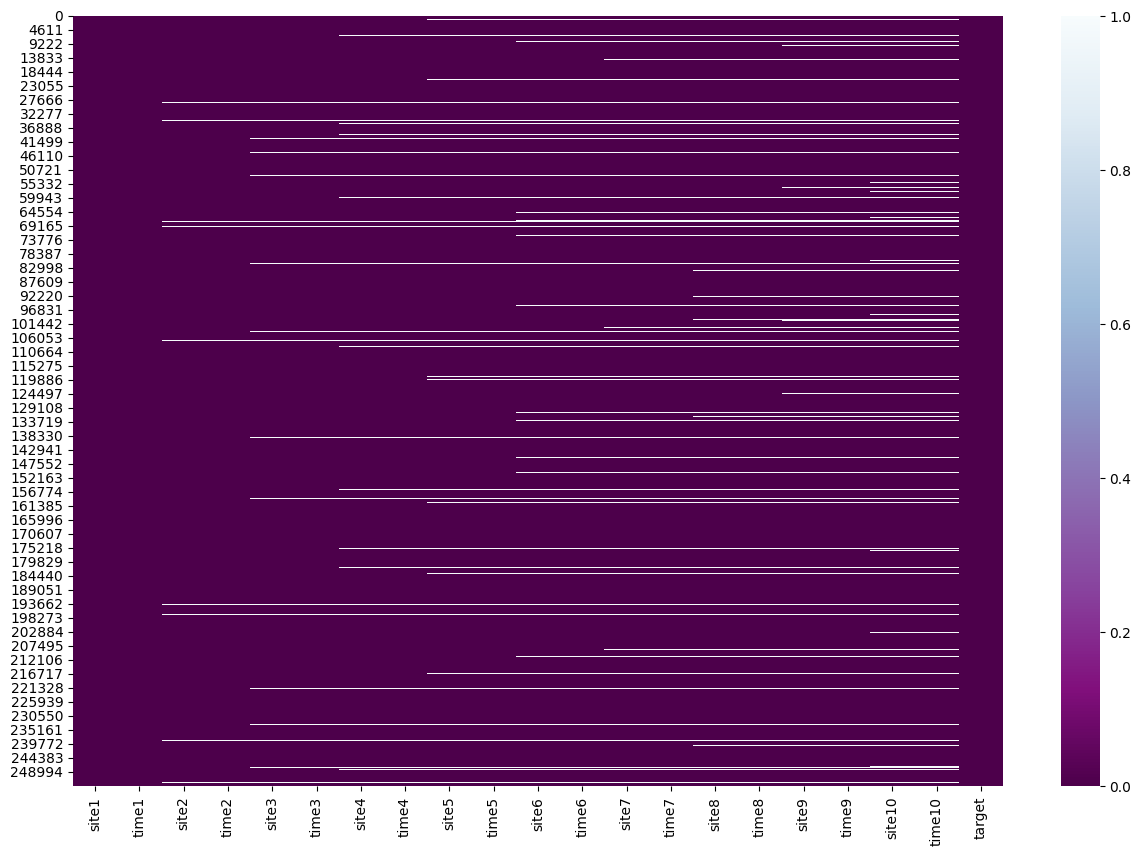 0
4611
9222
13833
18444
23055
27666
32277
36888
41499
46110
50721
55332
59943
64554
69165
73776
78387
82998
87609
92220
96831
101442
106053
110664
115275
119886
124497
129108
133719
138330
142941
147552
152163
156774
161385
165996
170607
175218
179829
184440
189051
193662
198273
202884
207495
212106
216717
221328
225939
230550
235161
239772
244383
248994
site1
time1
site2
time2
site3
time3
site4
time4
site5
time5
site6
time6
site7
time7
site8
time8
site9
time9
site10
time10
target
1.0
0.8
0.6
0.4
0.2
0.0